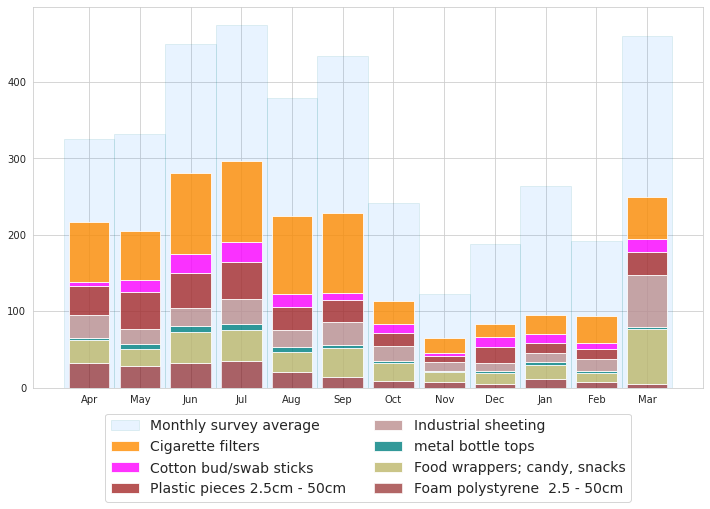 400
300
200
100
0
Apr May Jun Jul Aug Sep Oct Nov Dec Jan Feb Mar
Monthly survey average
Cigarette filters
Cotton bud/swab sticks
Plastic pieces 2.5cm - 50cm
Industrial sheeting
metal bottle tops
Food wrappers; candy, snacks
Foam polystyrene  2.5 - 50cm